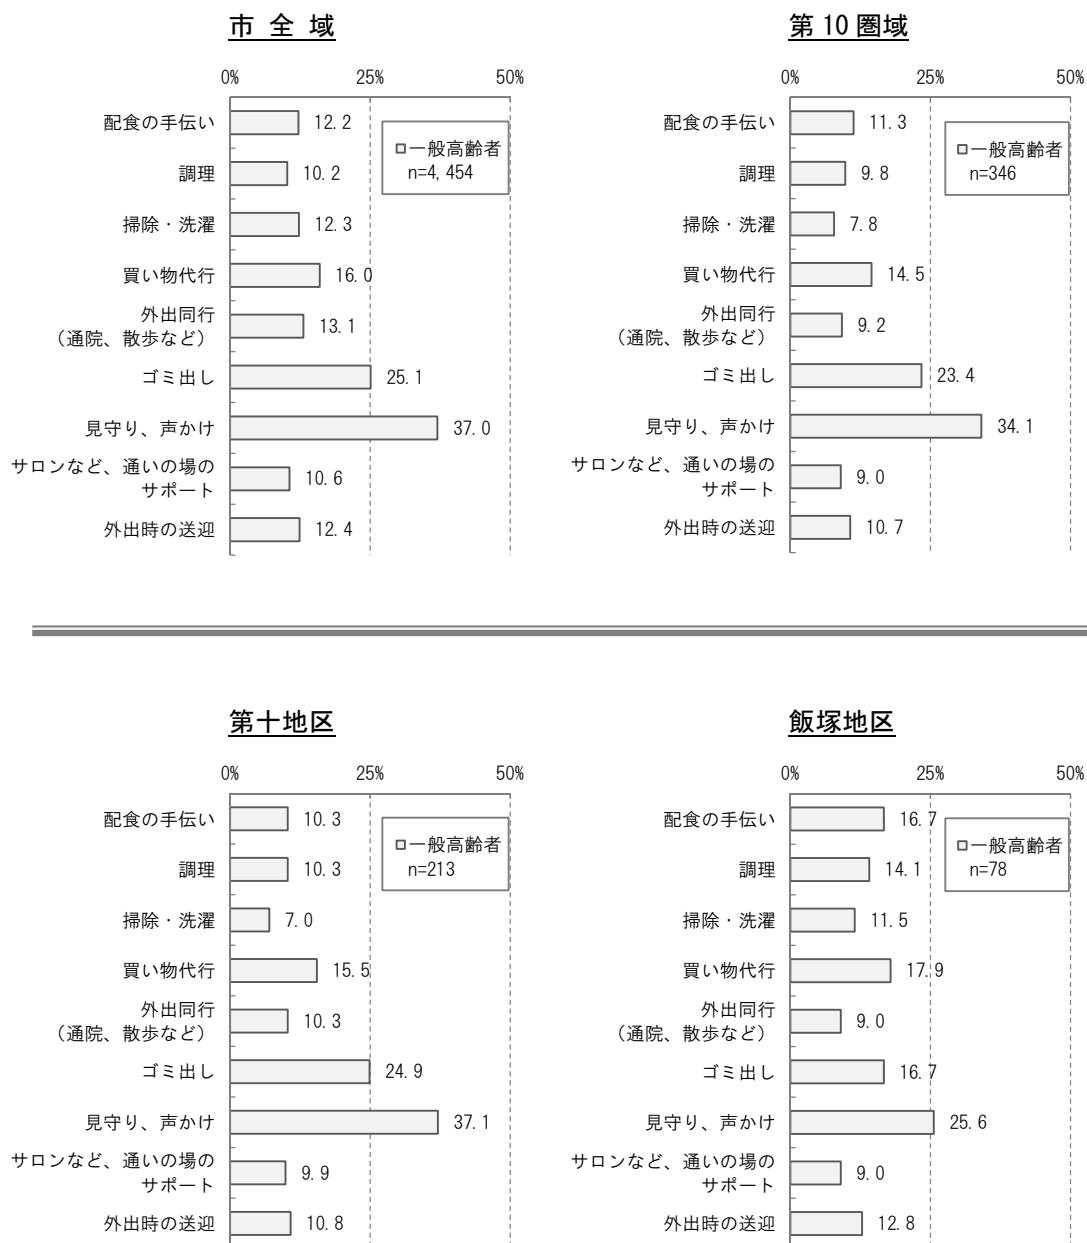 市 全 域
0% 25% 50%
一般高齢者
n=4,454
配食の手伝い 12.2
調理 10.2
掃除・洗濯 12.3
買い物代行 16.0
外出同行
（通院、散歩など） 13.1
ゴミ出し 25.1
見守り、声かけ 37.0
サロンなど、通いの場の
サポート 10.6
外出時の送迎 12.4
第10圏域
0% 25% 50%
一般高齢者
n=346
配食の手伝い 11.3
調理 9.8
掃除・洗濯 7.8
買い物代行 14.5
外出同行
（通院、散歩など） 9.2
ゴミ出し 23.4
見守り、声かけ 34.1
サロンなど、通いの場の
サポート 9.0
外出時の送迎 10.7
第十地区
0% 25% 50%
一般高齢者
n=213
配食の手伝い 10.3
調理 10.3
掃除・洗濯 7.0
買い物代行 15.5
外出同行
（通院、散歩など） 10.3
ゴミ出し 24.9
見守り、声かけ 37.1
サロンなど、通いの場の
サポート 9.9
外出時の送迎 10.8
飯塚地区
0% 25% 50%
一般高齢者
n=78
配食の手伝い 16.7
調理 14.1
掃除・洗濯 11.5
買い物代行 17.9
外出同行
（通院、散歩など） 9.0
ゴミ出し 16.7
見守り、声かけ 25.6
サロンなど、通いの場の
サポート 9.0
外出時の送迎 12.8